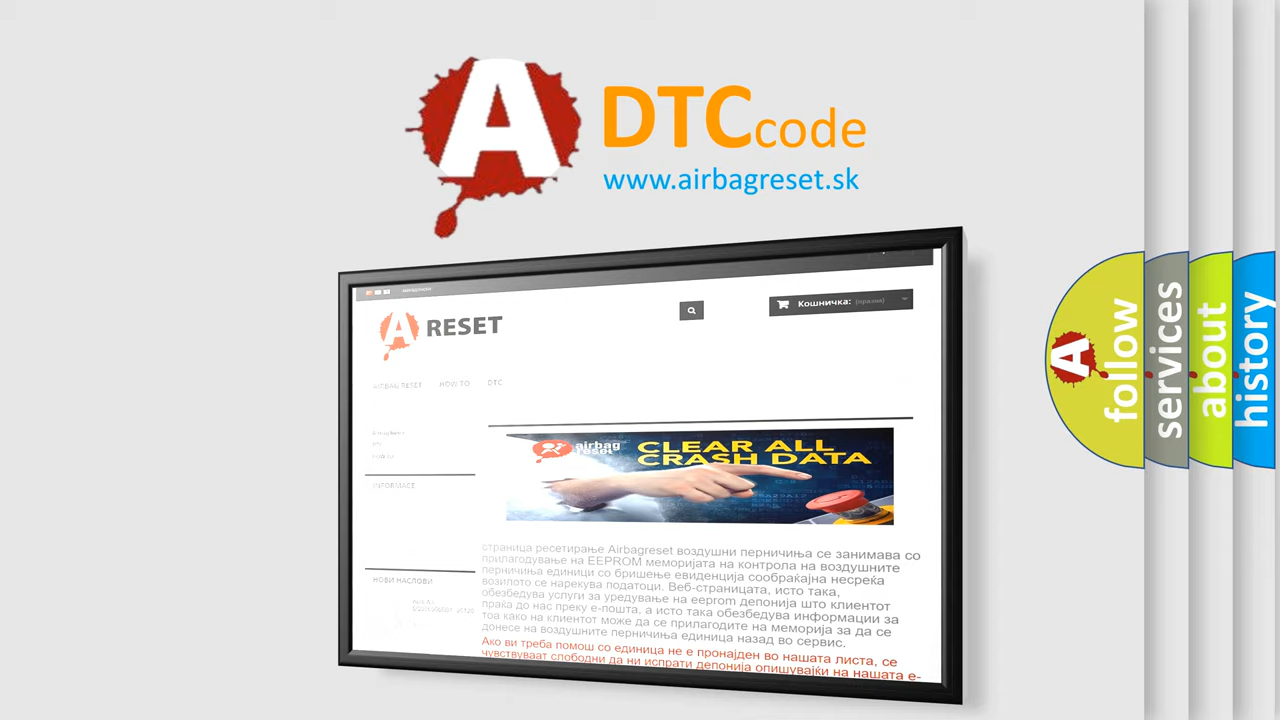 A
DTC code
www.airbagreset.sk
Кошничка: (празна)
A RESET
AIRBAG RESET HOW TO DTC
INFORMACE
НОВИ НАСЛОВИ
airbag reset
CLEAR ALL
CRASH DATA
страница ресетирање Airbagreset воздушни перничиња се занимава со
прилагодување на EEPROM меморијата на контрола на воздушните
перничиња единици со бришење евиденција сообраќајна несреќа
возилото се нарекува податоци. Веб-страницата, исто така,
обезбедува услуги за уредување на eeprom депонија што клиентот
праќа до нас преку е-пошта, а исто така обезбедува информации за
тоа како на клиентот може да се прилагодите на меморија за да се
донесе на воздушните перничиња единица назад во сервис.
Ако ви треба помош со единица не е пронајден во нашата листа, се
чувствуваат слободни да ни испрати депонија опишувајќи на нашата е-
A
follow
services
about
history